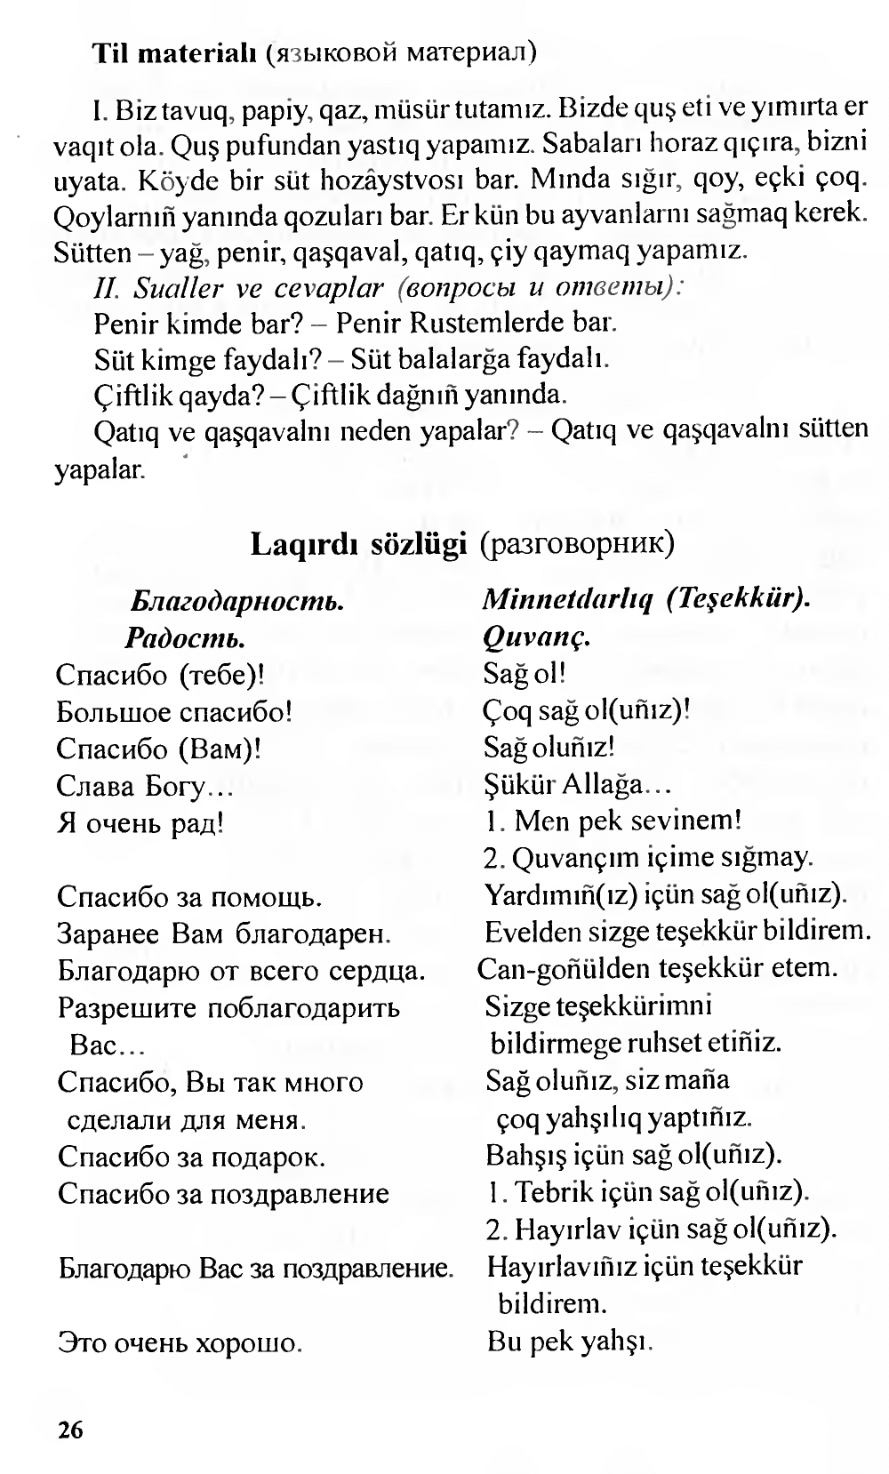 Til materialı (языковой материал)
I. Biz tavuq, papiy, qaz, müsür tutamız. Bizde quş eti ve yımırta er
vaqıt ola. Quş pufundan yastıq yapamız. Sabaları horaz qıçıra, bizni
uyata. Köyde bir süt hozâystvosı bar. Mında sığır, qoy, eçki çoq.
Qoylarnıñ yanında qozuları bar. Er kün bu ayvanlarnı sağmaq kerek.
Sütten – yağ, penir, qaşqaval, qatıq, çiy qaymaq yapamız.
II. Sualler ve cevaplar (вопросы и ответы):
Penir kimde bar? – Penir Rustemlerde bar.
Süt kimge faydalı? – Süt balalarğa faydalı.
Çiftlik qayda? – Çiftlik dağnıñ yanında.
Qatıq ve qaşqavalnı neden yapalar? – Qatıq ve qaşqavalnı sütten
yapalar.
Laqırdı sözlügi (разговорник)
Благодарность. Minnetdarlıq (Teşekkür).
Радость. Quvanç.
Спасибо (тебе)! Sağ ol!
Большое спасибо! Çoq sağ ol(uñız)!
Спасибо (Вам)! Sağ oluñız!
Слава Богу... Şükür Allağa...
Я очень рад! 1. Men pek sevinem!
2. Quvançım içime sığmay.
Спасибо за помощь. Yardımıñ(ız) içün sağ ol(uñız).
Заранее Вам благодарен. Evelden sizge teşekkür bildirem.
Благодарю от всего сердца. Can-goñülden teşekkür etem.
Разрешите поблагодарить Sizge teşekkürimni
Вас... bildirmege ruhset etiñiz.
Спасибо, Вы так много Sağ oluñız, siz maña
сделали для меня. çoq yahşılıq yaptıñız.
Спасибо за подарок. Bahşış içün sağ ol(uñız).
Спасибо за поздравление 1. Tebrik içün sağ ol(uñız).
2. Hayırlav içün sağ ol(uñız).
Благодарю Вас за поздравление. Hayırlavıñız içün teşekkür
bildirem.
Это очень хорошо. Bu pek yahşı.
26